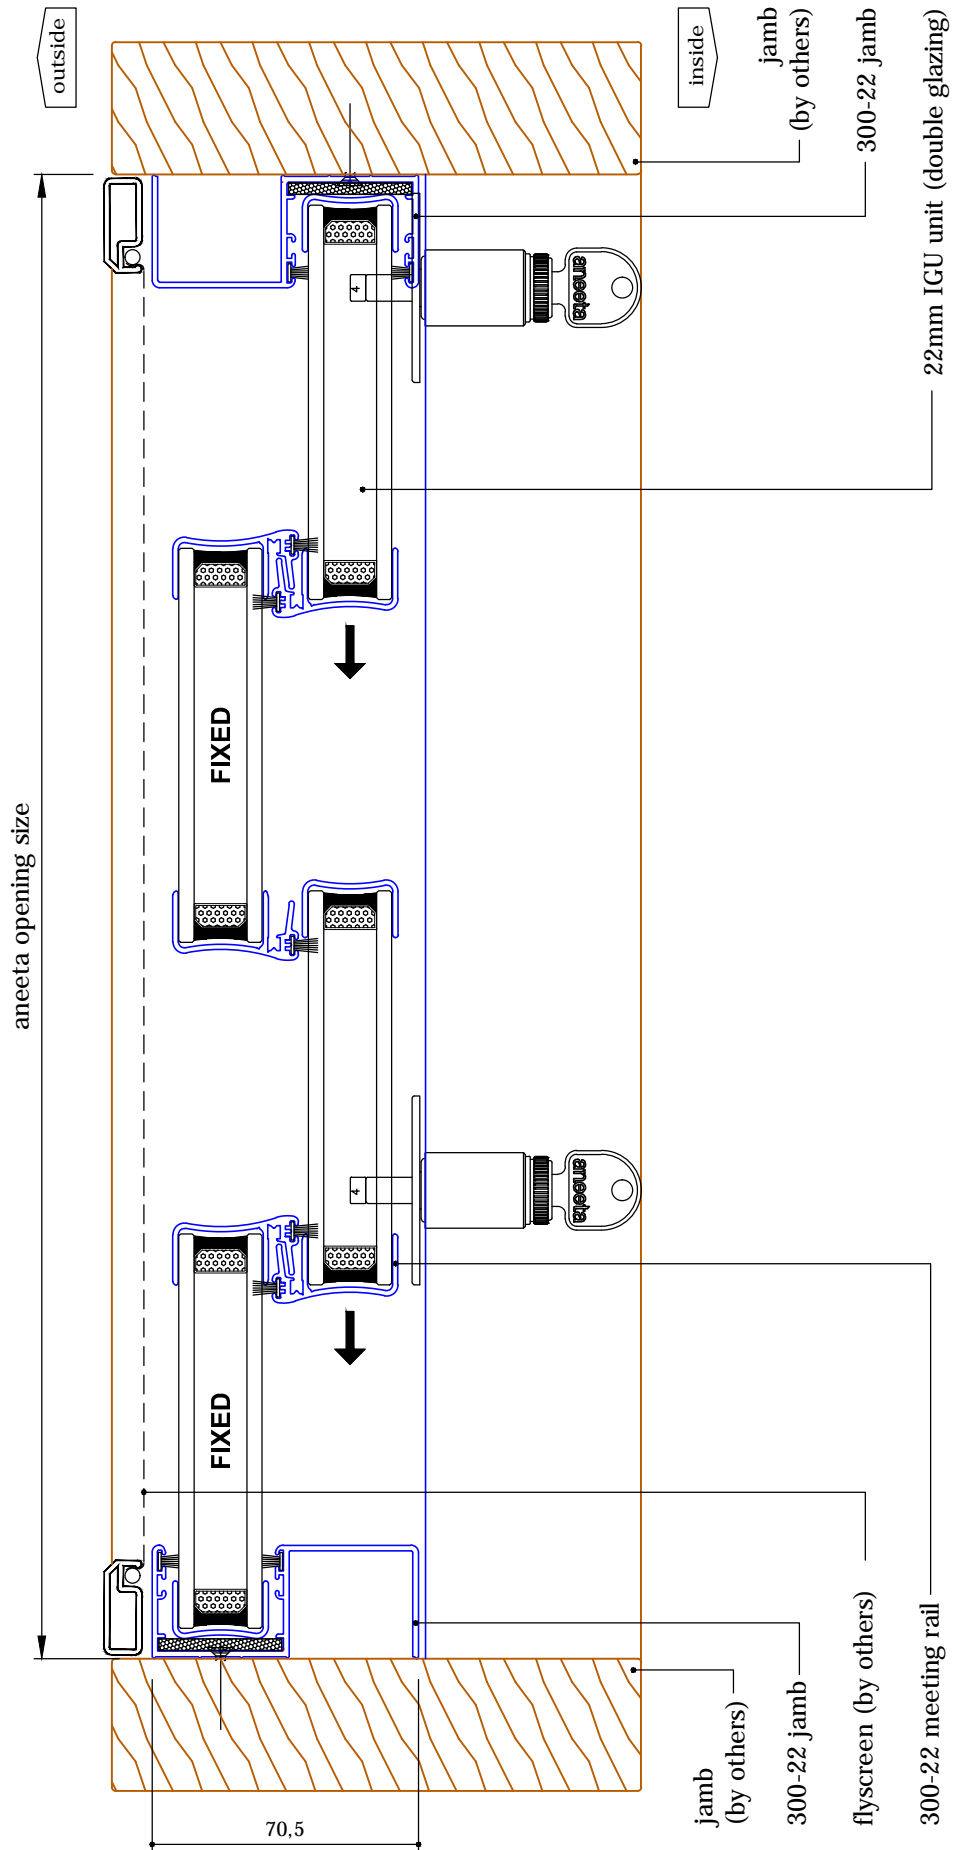 outside
inside
jamb
(by others)
300-22 jamb
22mm IGU unit (double glazing)
aneeta
4
FIXED
aneeta opening size
aneeta
4
FIXED
jamb
(by others)
300-22 jamb
flyscreen (by others)
300-22 meeting rail
70,5